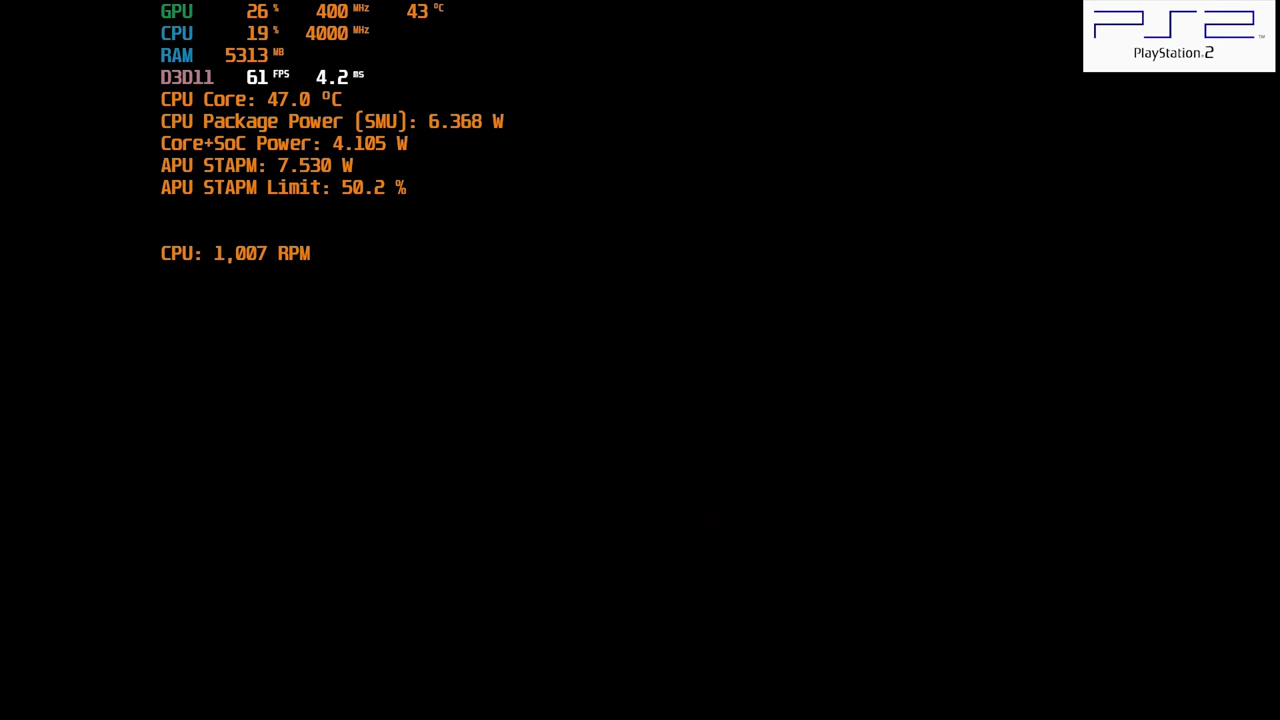 GPU 26 % 400 MHz 43 °C
CPU 19 % 4000 MHz
RAM 5313 MB
D3D11 61 FPS 4.2 ms
CPU Core: 47.0 °C
CPU Package Power (SMU): 6.368 W
Core+SoC Power: 4.105 W
APU STAPM: 7.530 W
APU STAPM Limit: 50.2 %
CPU: 1,007 RPM
PS2 ™
PlayStation.2